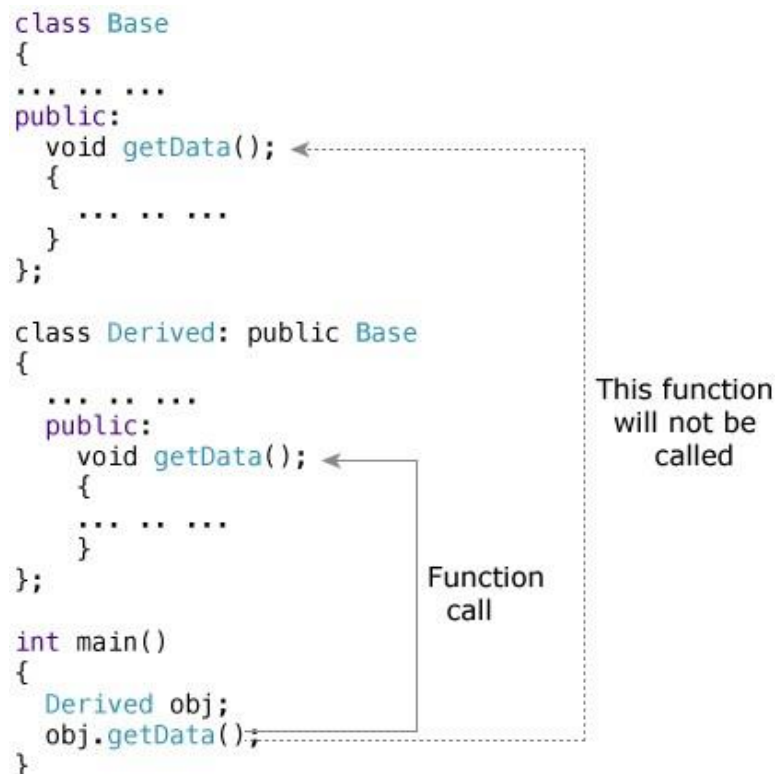 class Base
{
... .. ...
public:
  void getData();
  {
    ... .. ...
  }
};

class Derived: public Base
{
  ... .. ...
  public:
    void getData();
    {
    ... .. ...
    }
};

int main()
{
  Derived obj;
  obj.getData();
}
This function
will not be
called
Function
call